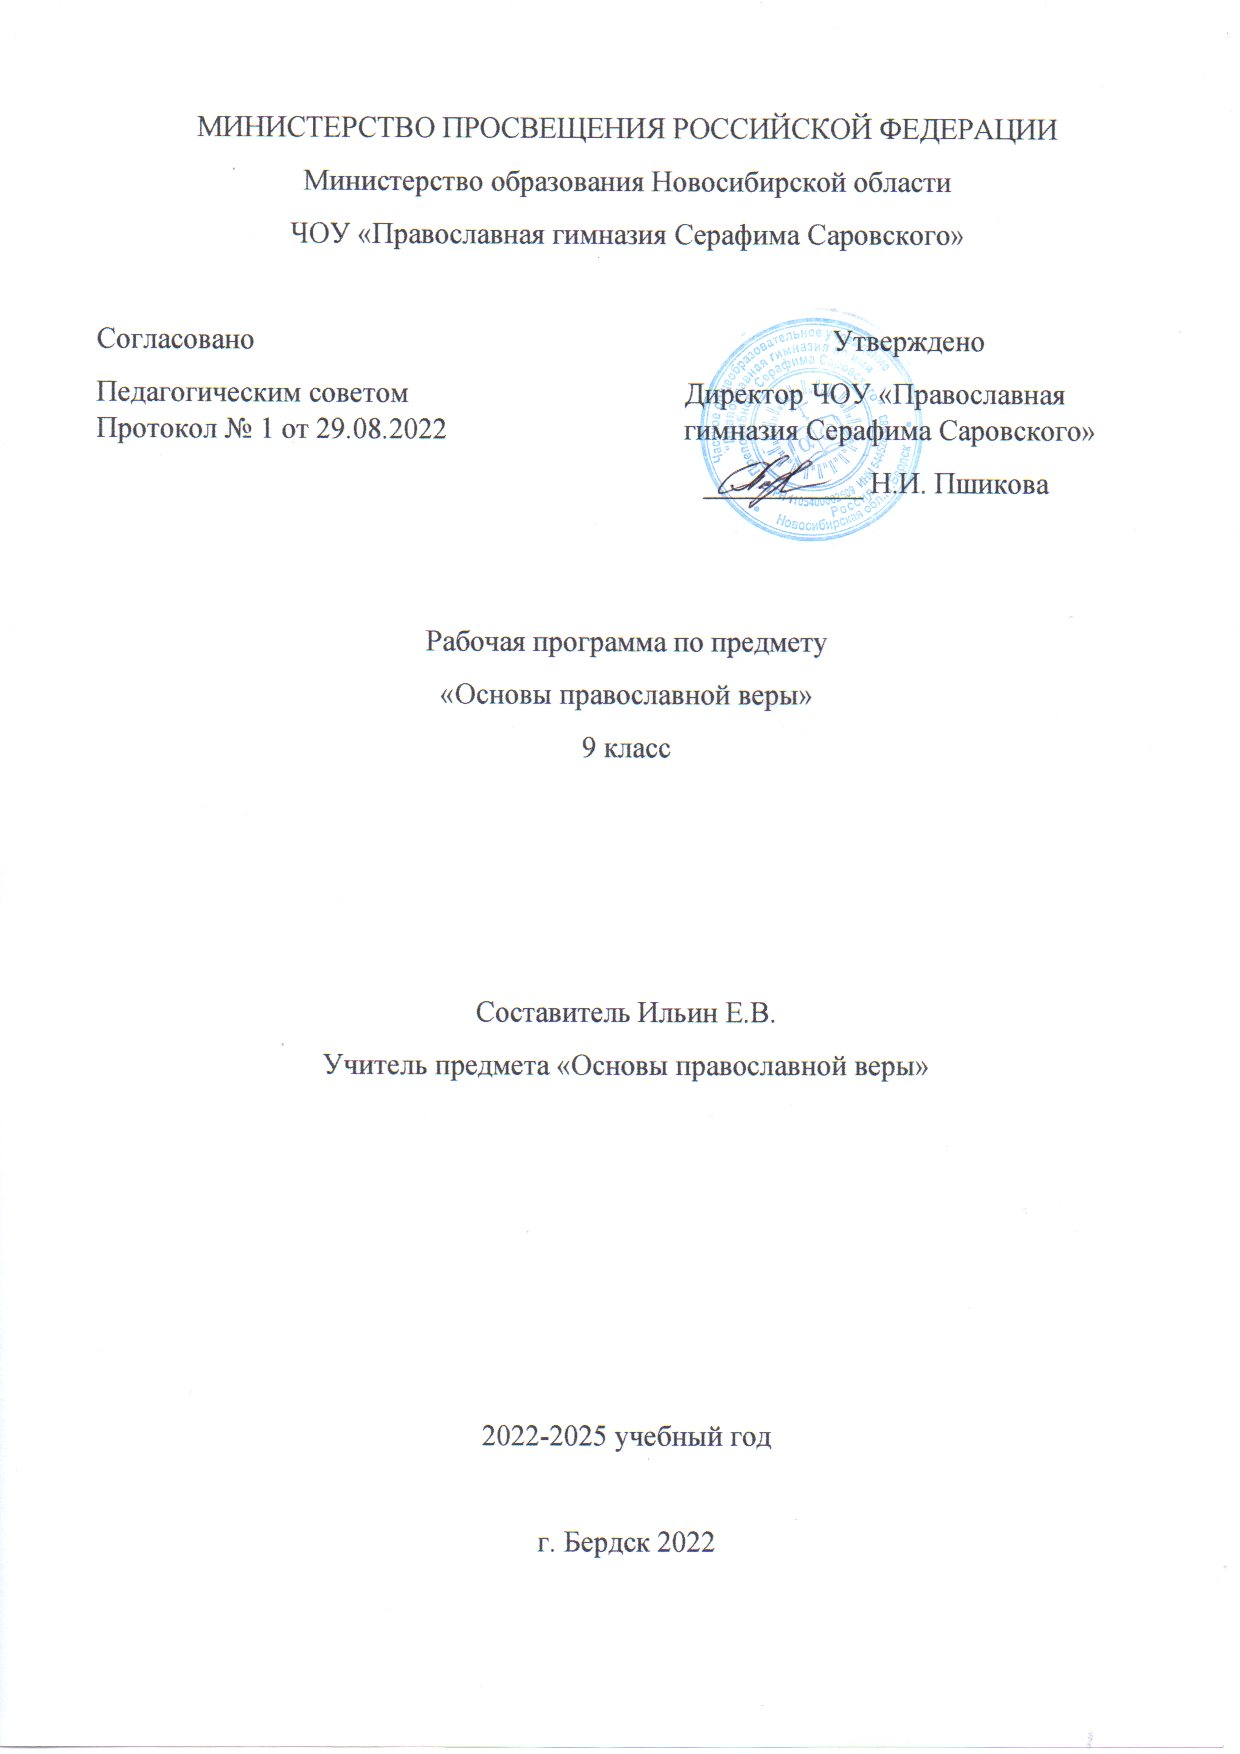 МИНИСТЕРСТВО ПРОСВЕЩЕНИЯ РОССИЙСКОЙ ФЕДЕРАЦИИ
Министерство образования Новосибирской области
ЧОУ «Православная гимназия Серафима Саровского»
Согласовано
Педагогическим советом
Протокол № 1 от 29.08.2022
Утверждено
Директор ЧОУ «Православная
гимназия Серафима Саровского»
Н.И. Пшикова
Новосибирская обл.
Рабочая программа по предмету
«Основы православной веры»
9 класс
Составитель Ильин Е.В.
Учитель предмета «Основы православной веры»
2022-2025 учебный год
г. Бердск 2022